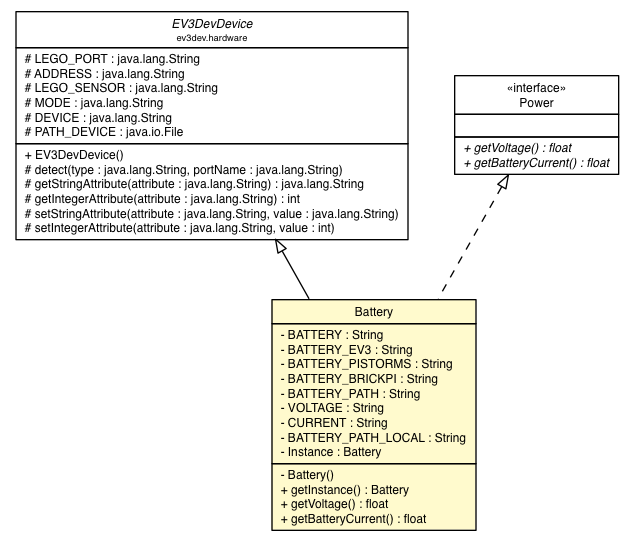 EV3DevDevice
ev3dev.hardware
# LEGO_PORT : java.lang.String
# ADDRESS : java.lang.String
# LEGO_SENSOR : java.lang.String
# MODE : java.lang.String
# DEVICE : java.lang.String
# PATH_DEVICE : java.io.File
+ EV3DevDevice()
# detect(type : java.lang.String, portName : java.lang.String)
# getStringAttribute(attribute : java.lang.String) : java.lang.String
# getIntegerAttribute(attribute : java.lang.String) : int
# setStringAttribute(attribute : java.lang.String, value : java.lang.String)
# setIntegerAttribute(attribute : java.lang.String, value : int)
«interface»
Power
+ getVoltage() : float
+ getBatteryCurrent() : float
Battery
- BATTERY : String
- BATTERY_EV3 : String
- BATTERY_PISTORMS : String
- BATTERY_BRICKPI : String
- BATTERY_PATH : String
- VOLTAGE : String
- CURRENT : String
- BATTERY_PATH_LOCAL : String
- Instance : Battery
- Battery()
+ getInstance() : Battery
+ getVoltage() : float
+ getBatteryCurrent() : float